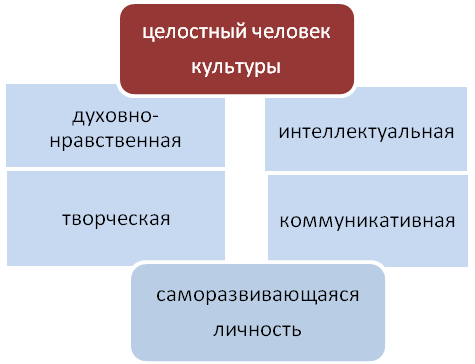 целостный человек
культуры
духовно-
нравственная
интеллектуальная
творческая
коммуникативная
саморазвивающаяся
личность